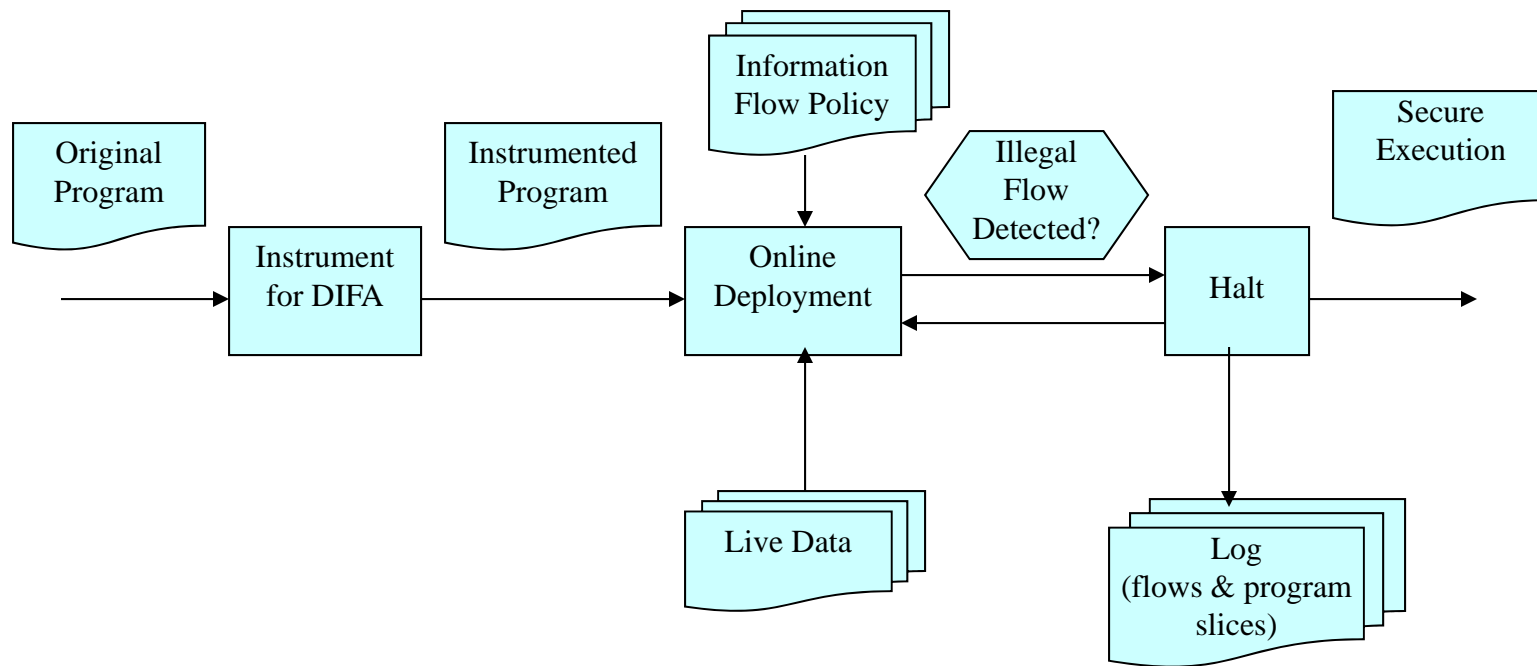 Original
Program
Instrument
for DIFA
Instrumented
Program
Information
Flow Policy
Online
Deployment
Live Data
Illegal
Flow
Detected?
Halt
Secure
Execution
Log
(flows & program
slices)